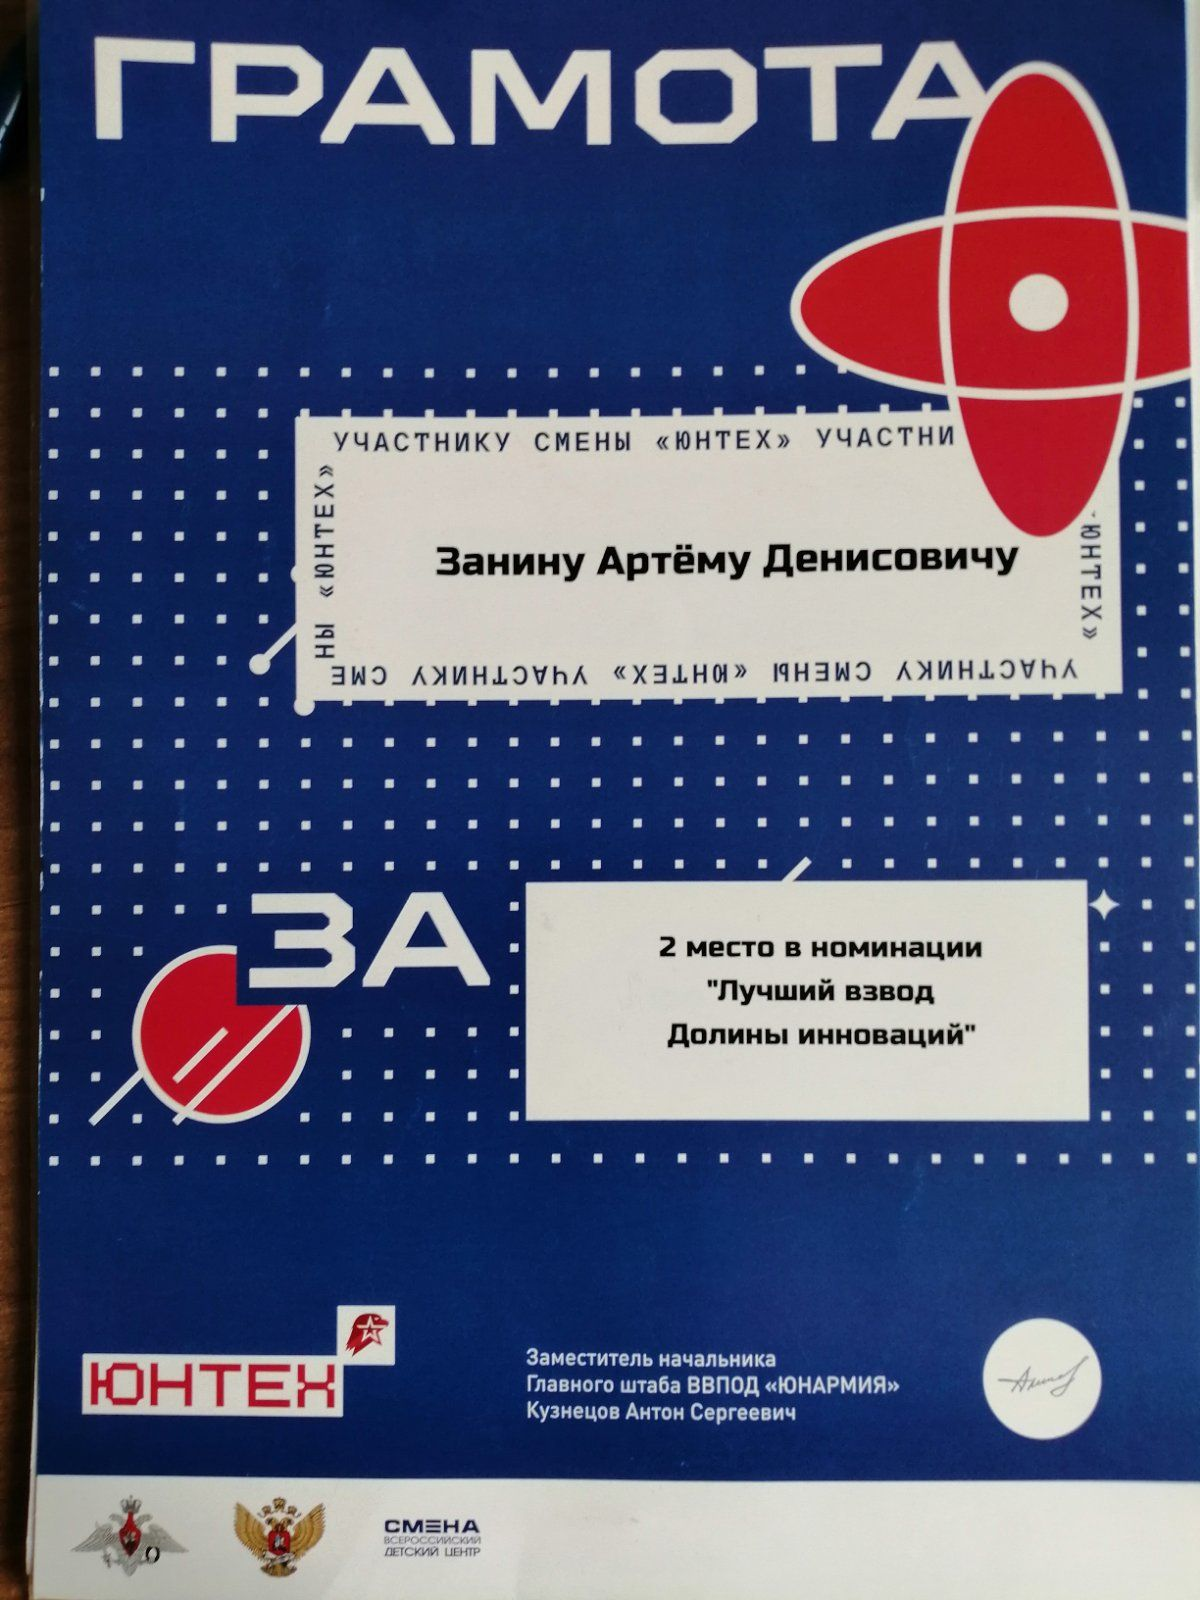 ГРАМОТА
УЧАСТНИКУ СМЕНЫ «ЮНТЕХ» УЧАСТНИ
ЮНТЕХ»
Занину Артёму Денисовичу
УЧАСТНИКУ СМЕНЫ «ЮНТЕХ» УЧАСТНИКУ СМЕ
НЫ «ЮНТЕХ»
ЗА
2 место в номинации
"Лучший взвод
Долины инноваций"
ЮНТЕХ
Заместитель начальника
Главного штаба ВВПОД «ЮНАРМИЯ»
Кузнецов Антон Сергеевич
СМЕНА
ВСЕРОССИЙСКИЙ
ДЕТСКИЙ ЦЕНТР